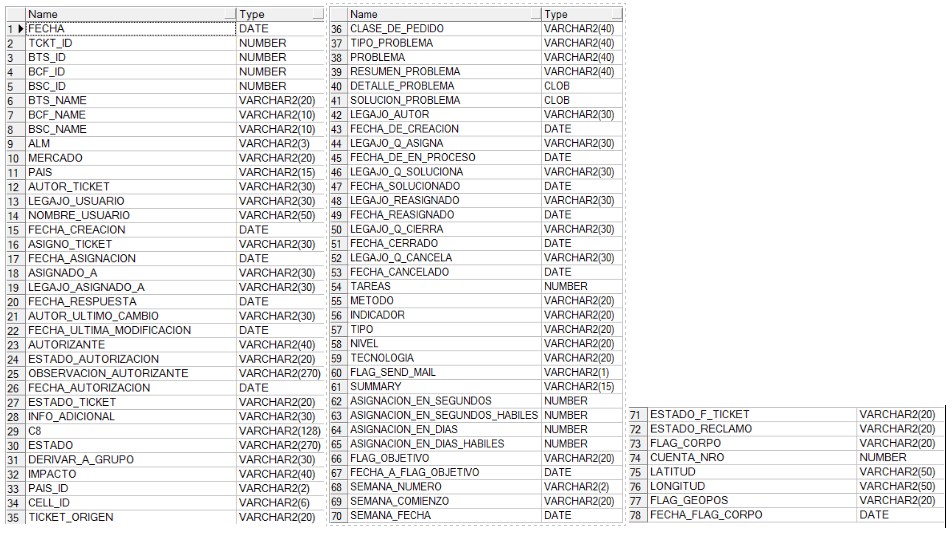 Name Type
1 FECHA DATE
2 TCKT_ID NUMBER
3 BTS_ID NUMBER
4 BCF_ID NUMBER
5 BSC_ID NUMBER
6 BTS_NAME VARCHAR2(20)
7 BCF_NAME VARCHAR2(10)
8 BSC_NAME VARCHAR2(10)
9 ALM VARCHAR2(3)
10 MERCADO VARCHAR2(20)
11 PAIS VARCHAR2(15)
12 AUTOR_TICKET VARCHAR2(30)
13 LEGAJO_USUARIO VARCHAR2(30)
14 NOMBRE_USUARIO VARCHAR2(50)
15 FECHA_CREACION DATE
16 ASIGNO_TICKET VARCHAR2(30)
17 FECHA_ASIGNACION DATE
18 ASIGNADO_A VARCHAR2(30)
19 LEGAJO_ASIGNADO_A VARCHAR2(30)
20 FECHA_RESPUESTA DATE
21 AUTOR_ULTIMO_CAMBIO VARCHAR2(30)
22 FECHA_ULTIMA_MODIFICACION DATE
23 AUTORIZANTE VARCHAR2(40)
24 ESTADO_AUTORIZACION VARCHAR2(20)
25 OBSERVACION_AUTORIZANTE VARCHAR2(270)
26 FECHA_AUTORIZACION DATE
27 ESTADO_TICKET VARCHAR2(20)
28 INFO_ADICIONAL VARCHAR2(30)
29 C8 VARCHAR2(128)
30 ESTADO VARCHAR2(270)
31 DERIVAR_A_GRUPO VARCHAR2(30)
32 IMPACTO VARCHAR2(40)
33 PAIS_ID VARCHAR2(2)
34 CELL_ID VARCHAR2(6)
35 TICKET_ORIGEN VARCHAR2(20)
Name Type
36 CLASE_DE_PEDIDO VARCHAR2(40)
37 TIPO_PROBLEMA VARCHAR2(40)
38 PROBLEMA VARCHAR2(40)
39 RESUMEN_PROBLEMA VARCHAR2(40)
40 DETALLE_PROBLEMA CLOB
41 SOLUCION_PROBLEMA CLOB
42 LEGAJO_AUTOR VARCHAR2(30)
43 FECHA_DE_CREACION DATE
44 LEGAJO_Q_ASIGNA VARCHAR2(30)
45 FECHA_DE_EN_PROCESO DATE
46 LEGAJO_Q_SOLUCIONA VARCHAR2(30)
47 FECHA_SOLUCIONADO DATE
48 LEGAJO_REASIGNADO VARCHAR2(30)
49 FECHA_REASIGNADO DATE
50 LEGAJO_Q_CIERRA VARCHAR2(30)
51 FECHA_CERRADO DATE
52 LEGAJO_Q_CANCELA VARCHAR2(30)
53 FECHA_CANCELADO DATE
54 TAREAS NUMBER
55 METODO VARCHAR2(20)
56 INDICADOR VARCHAR2(20)
57 TIPO VARCHAR2(20)
58 NIVEL VARCHAR2(20)
59 TECNOLOGIA VARCHAR2(20)
60 FLAG_SEND_MAIL VARCHAR2(1)
61 SUMMARY VARCHAR2(15)
62 ASIGNACION_EN_SEGUNDOS NUMBER
63 ASIGNACION_EN_SEGUNDOS_HABILES NUMBER
64 ASIGNACION_EN_DIAS NUMBER
65 ASIGNACION_EN_DIAS_HABILES NUMBER
66 FLAG_OBJETIVO VARCHAR2(20)
67 FECHA_A_FLAG_OBJETIVO DATE
68 SEMANA_NUMERO VARCHAR2(2)
69 SEMANA_COMIENZO VARCHAR2(20)
70 SEMANA_FECHA DATE
71 ESTADO_F_TICKET VARCHAR2(20)
72 ESTADO_RECLAMO VARCHAR2(20)
73 FLAG_CORPO VARCHAR2(20)
74 CUENTA_NRO NUMBER
75 LATITUD VARCHAR2(50)
76 LONGITUD VARCHAR2(50)
77 FLAG_GEOPOS VARCHAR2(20)
78 FECHA_FLAG_CORPO DATE